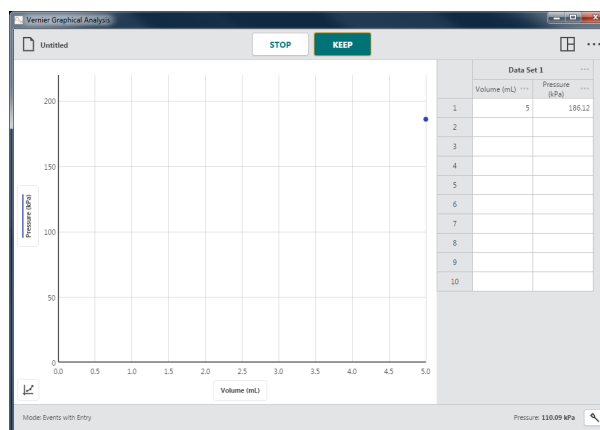 Vernier Graphical Analysis
Untitled
STOP
KEEP
Data Set 1
Volume (mL)
Pressure
(kPa)
1 5 186.12
2
3
4
5
6
7
8
9
10
200
150
100
50
0
Pressure (kPa)
0.0 0.5 1.0 1.5 2.0 2.5 3.0 3.5 4.0 4.5 5.0
Volume (mL)
Mode: Events with Entry
Pressure: 110.09 kPa